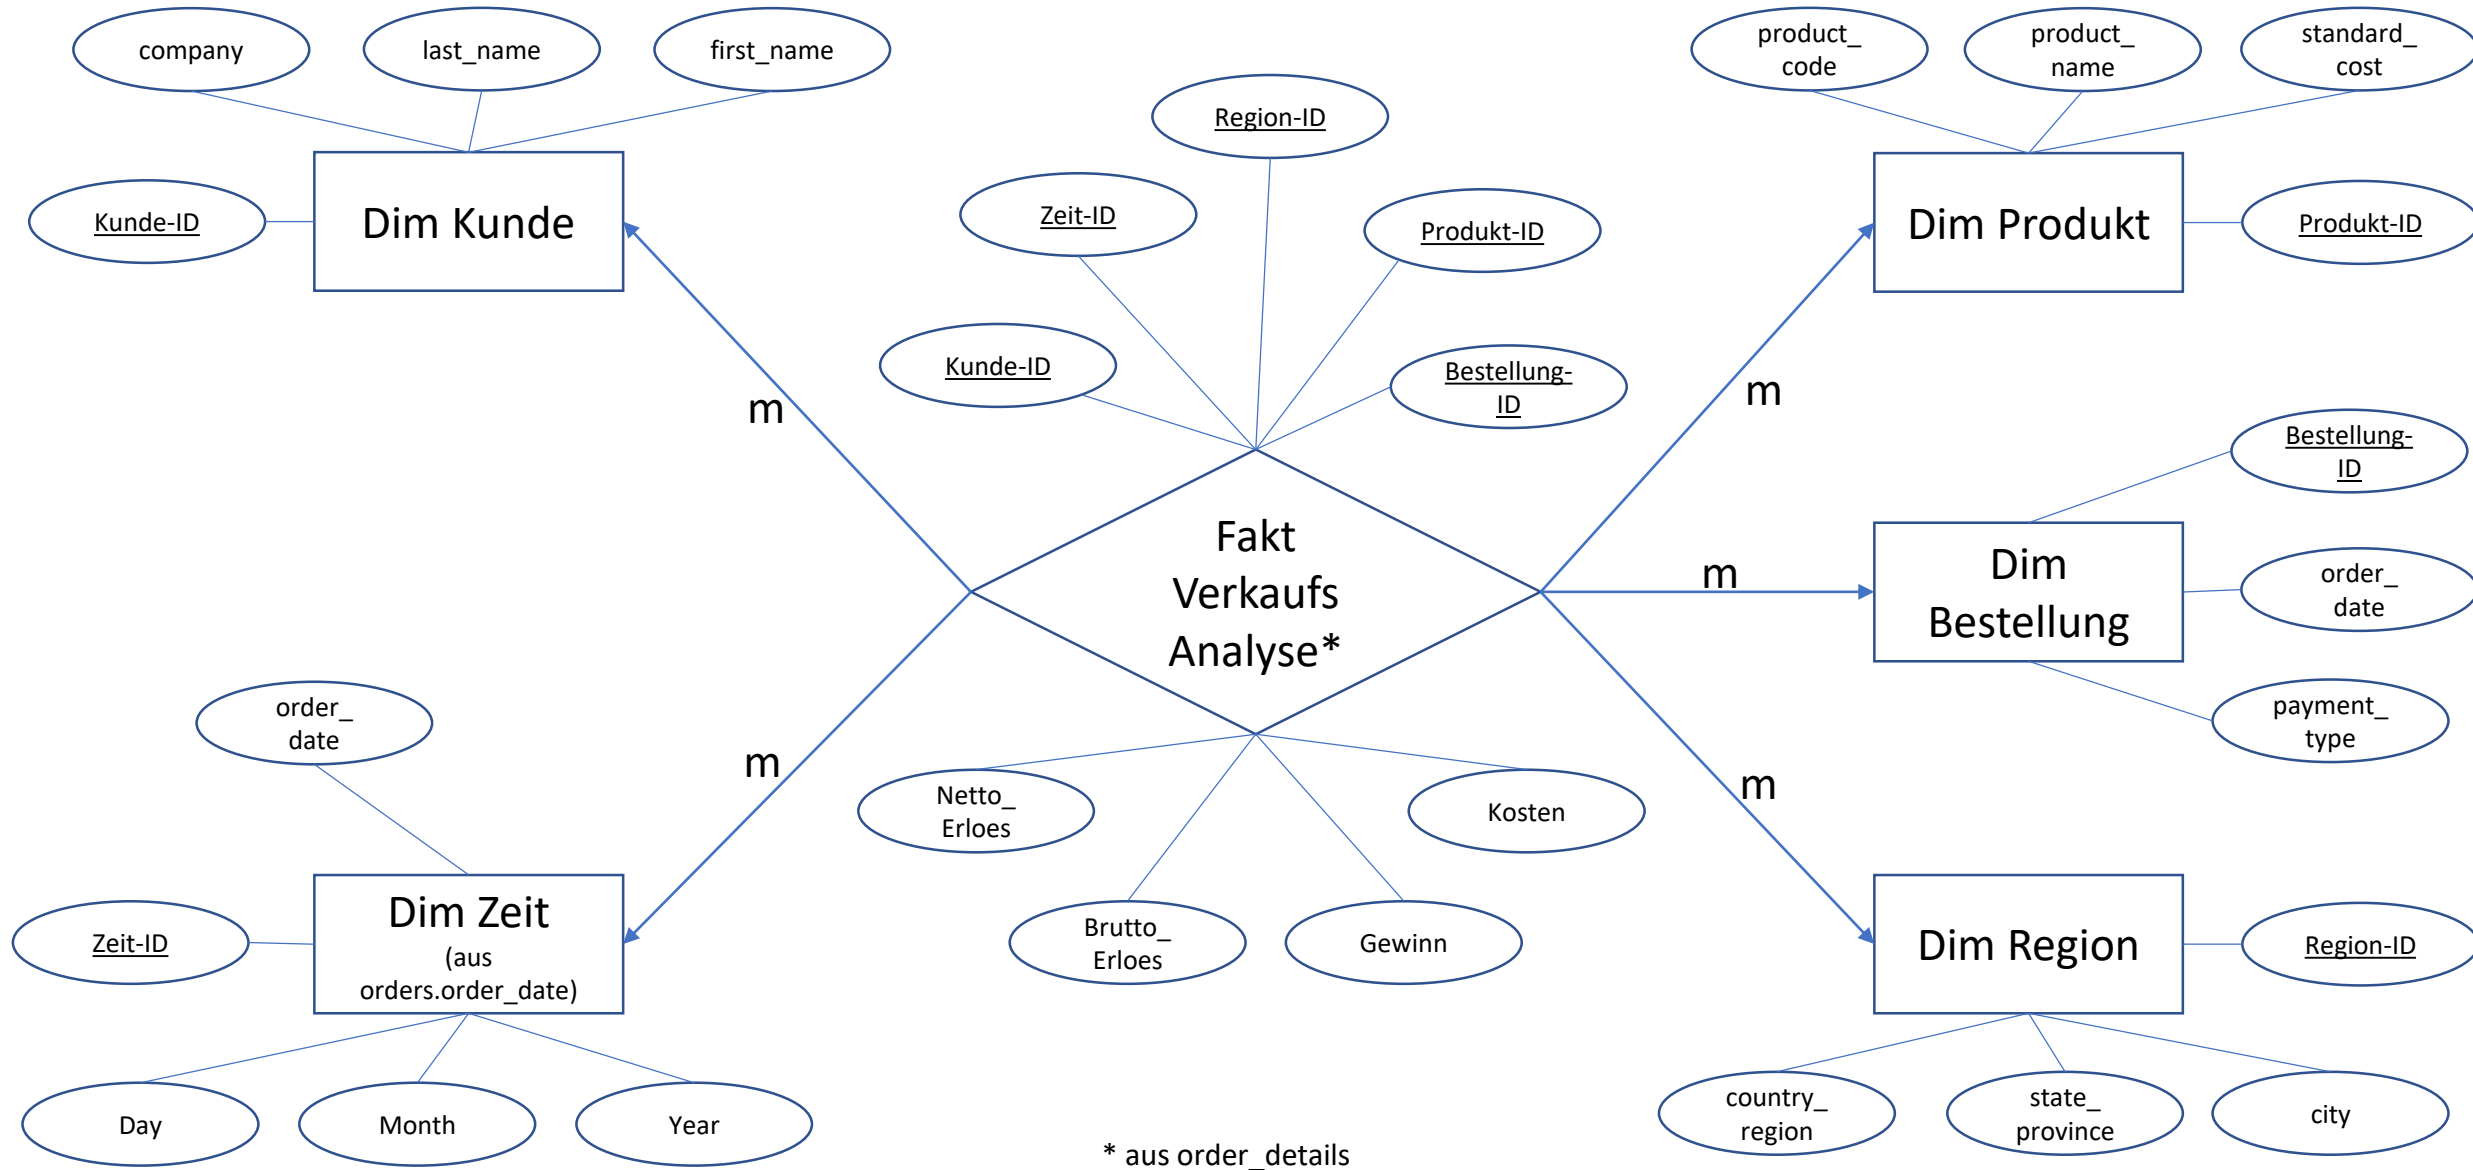 company
last_name
first_name
product_
code
product_
name
standard_
cost
Region-ID
Kunde-ID
Dim Kunde
Zeit-ID
Produkt-ID
Dim Produkt
Produkt-ID
Kunde-ID
Bestellung-
ID
m
m
Bestellung-
ID
Fakt
Verkaufs
Analyse*
m
Dim
Bestellung
order_
date
payment_
type
order_
date
m
m
Netto_
Erloes
Kosten
Brutto_
Erloes
Gewinn
Zeit-ID
Dim Zeit
(aus
orders.order_date)
Dim Region
Region-ID
Day
Month
Year
country_
region
state_
province
city
* aus order_details